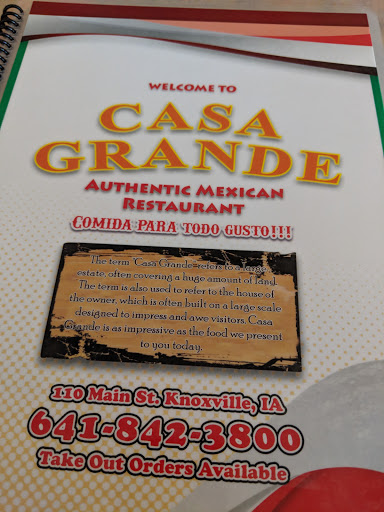 WELCOME TO
CASA
GRANDE
AUTHENTIC MEXICAN
RESTAURANT
COMIDA PARA TODO GUSTO!!!
The term "Casa Grande" refers to a large
estate, often covering a huge amount of land.
The term is also used to refer to the house of
the owner, which is often built on a large scale
designed to impress and awe visitors. Casa
Grande is as impressive as the food we present
to you today.
110 Main St. Knoxville, IA
641-842-3800
Take Out Orders Available